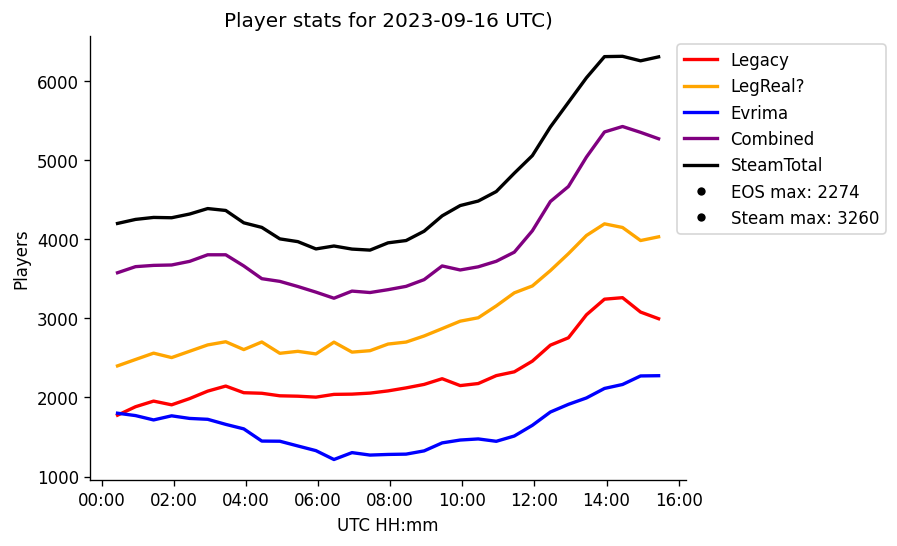 Player stats for 2023-09-16 UTC)
Legacy
LegReal?
Evrima
Combined
SteamTotal
EOS max: 2274
Steam max: 3260
Players
6000
5000
4000
3000
2000
1000
00:00 02:00 04:00 06:00 08:00 10:00 12:00 14:00 16:00
UTC HH:mm